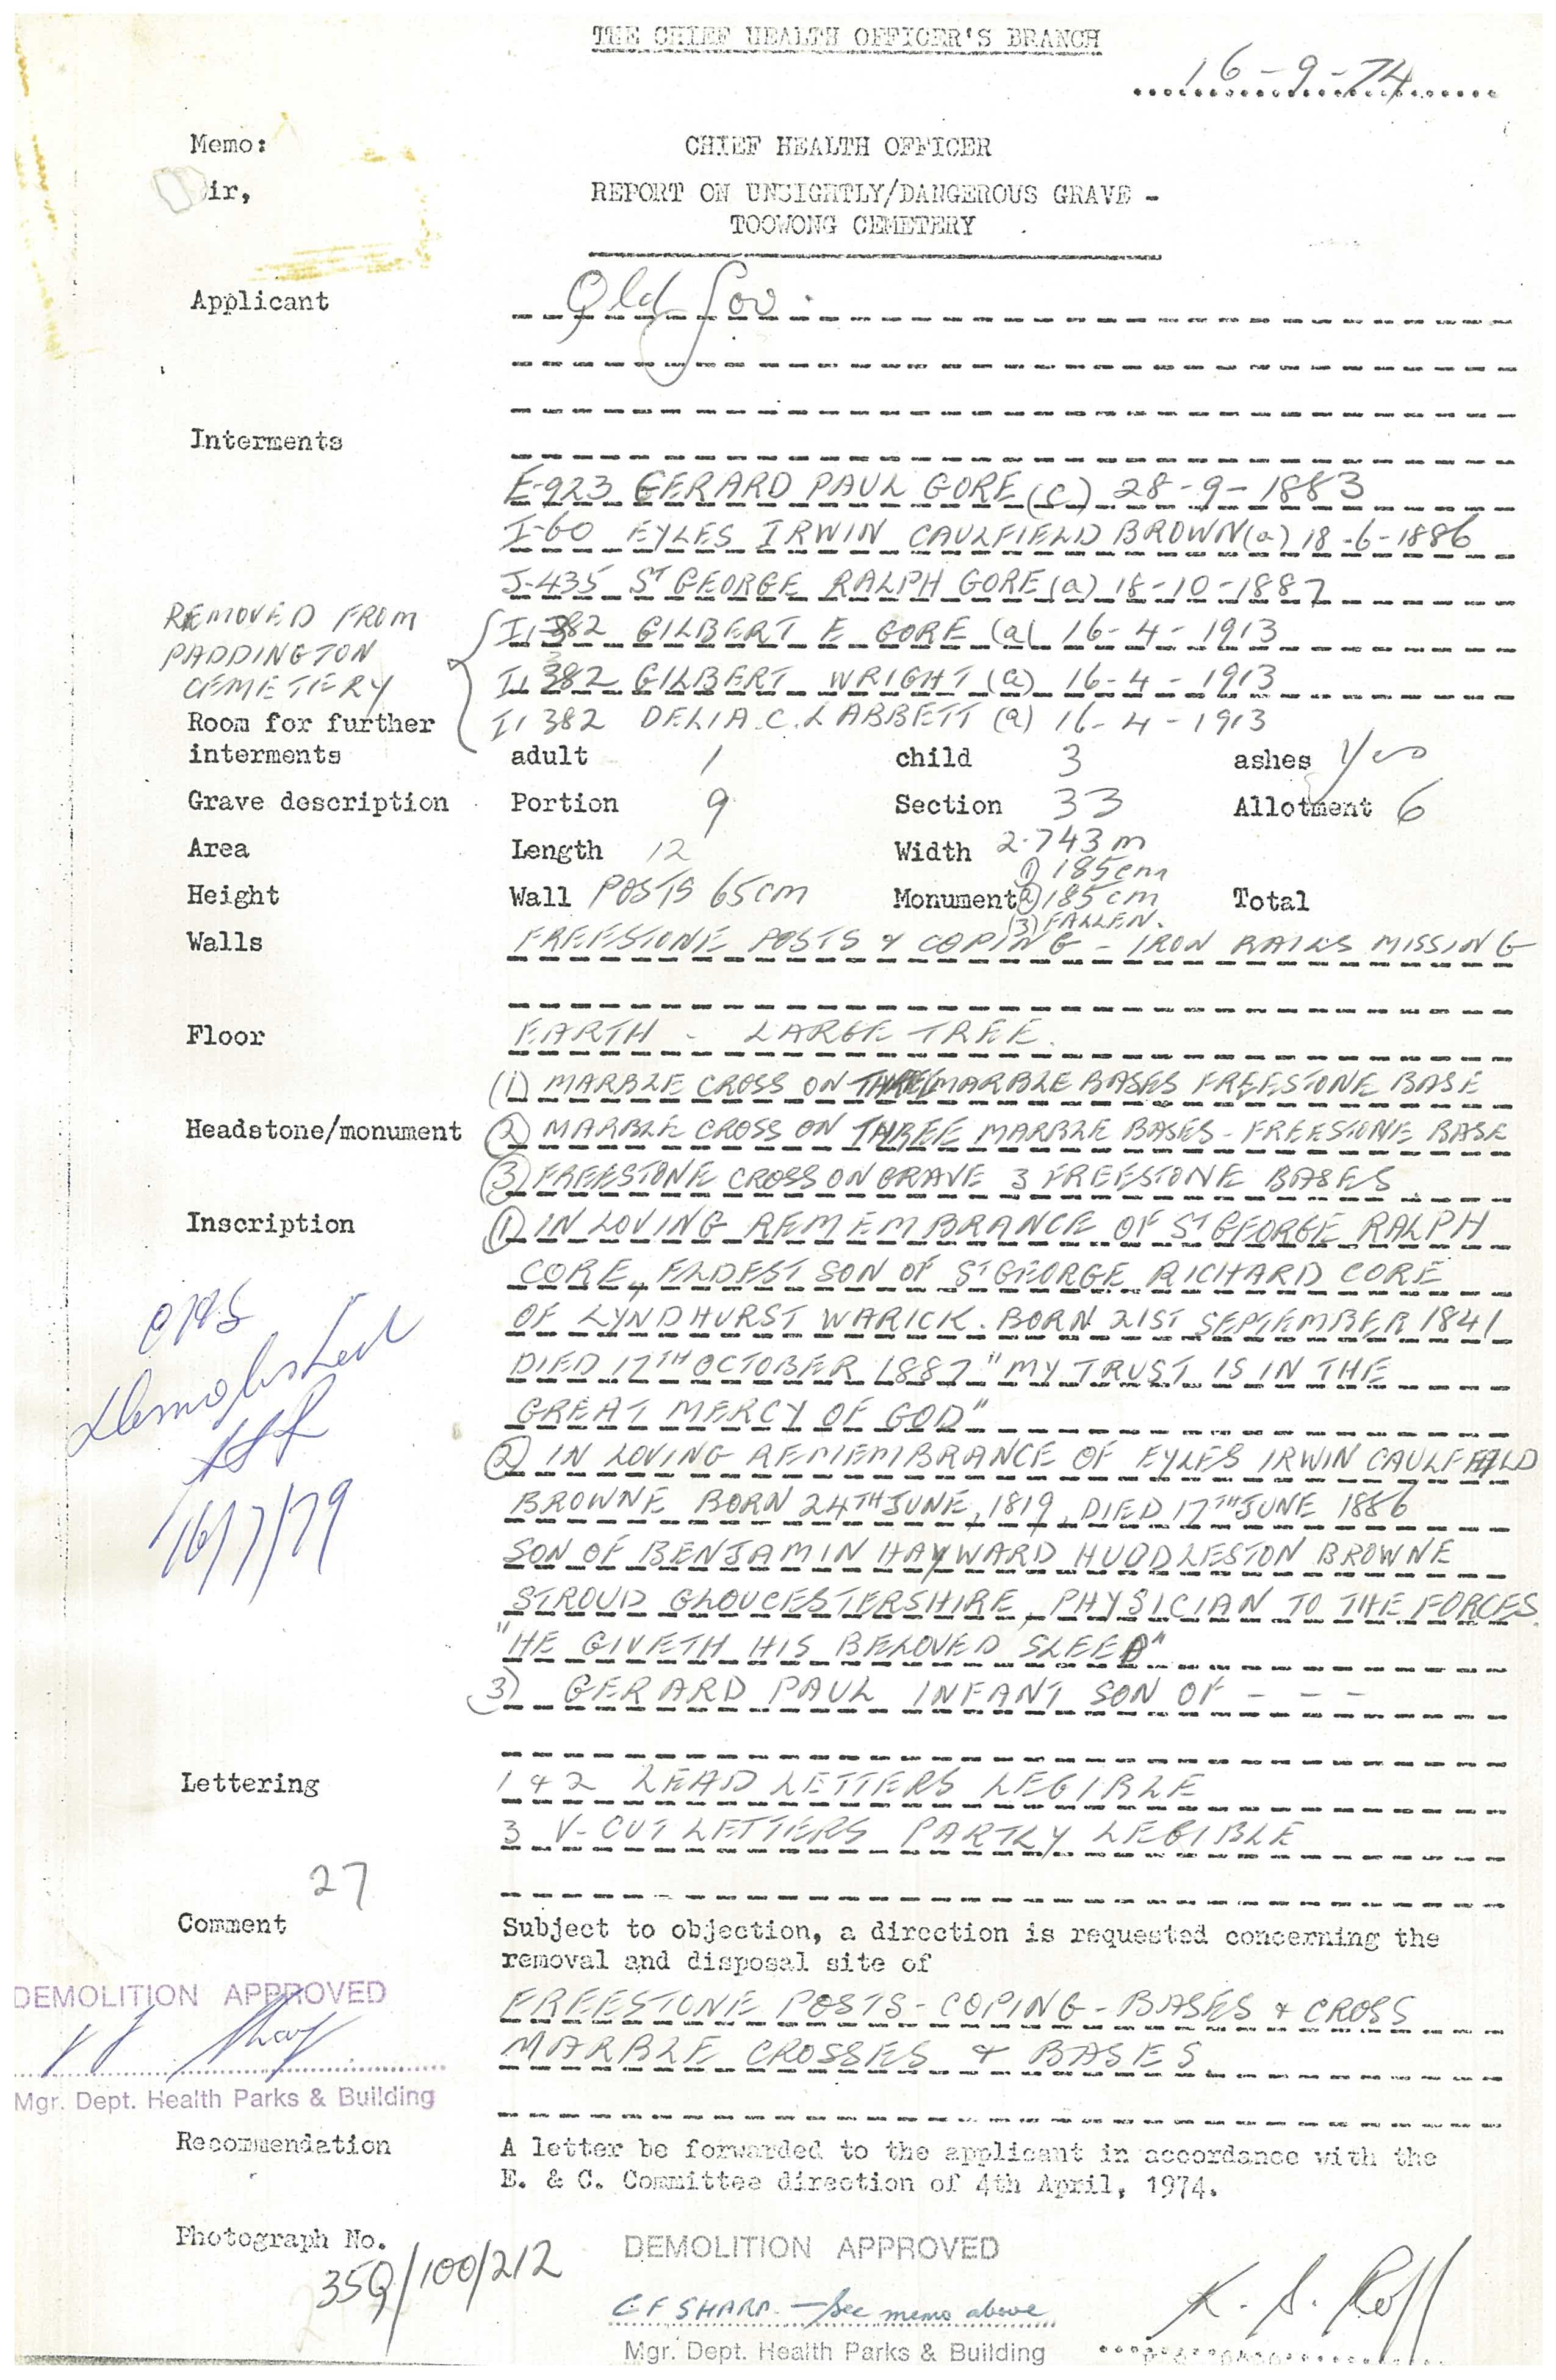 THE CHIEF HEALTH OFFICER'S BRANCH
16-9-74
Memo:
CHIEF HEALTH OFFICER
ir,
REPORT ON UNSIGHTLY/DANGEROUS GRAVE -
TOOWONG CEMETERY
Applicant Qld Gov.
Interments
E-923 GERARD PAUL GORE (c) 28-9-1883
I-60 EYLES IRWIN CAULFIELD BROWN (a) 18-6-1886
J-435 ST GEORGE RALPH GORE (a) 18-10-1887
REMOVED FROM
PADDINGTON
CEMETERY
I1382 GILBERT E GORE (a) 16-4-1913
I1382 GILBERT WRIGHT (a) 16-4-1913
I1382 DELIA.C. LABBETT (a) 16-4-1913
Room for further
interments adult 1 child 3 ashes Yes
Grave description Portion 9 Section 33 Allotment 6
Area Length 12 Width 2.743m
Height Wall POSTS 65cm Monument (1) 185cm
(2) 185cm Total
(3) FALLEN.
Walls FREESTONE POSTS & COPING - IRON RAILS MISSING
Floor EARTH - LARGE TREE.
(1) MARBLE CROSS ON THREE MARBLE BASES FREESTONE BASE
Headstone/monument (2) MARBLE CROSS ON THREE MARBLE BASES - FREESTONE BASE
(3) FREESTONE CROSS ON GRAVE 3 FREESTONE BASES
Inscription (1) IN LOVING REMEMBRANCE OF ST GEORGE RALPH
CORE, ELDEST SON OF ST GEORGE RICHARD CORE
OF LYNDHURST WARICK. BORN 21ST SEPTEMBER 1841
DIED 17TH OCTOBER 1887 "MY TRUST IS IN THE
GREAT MERCY OF GOD"
(2) IN LOVING REMEMBRANCE OF EYLES IRWIN CAULFEILD
BROWNE BORN 24TH JUNE, 1819, DIED 17TH JUNE 1886
SON OF BENJAMIN HAYWARD HUDDLESTON BROWNE
STROUD GLOUCESTERSHIRE, PHYSICIAN TO THE FORCES.
"HE GIVETH HIS BELOVED SLEEP"
3) GERARD PAUL INFANT SON OF - - -
Demolished
16/7/79
Lettering 1 & 2 LEAD LETTERS LEGIBLE
3 V-CUT LETTERS PARTLY LEGIBLE
27
Comment Subject to objection, a direction is requested concerning the
removal and disposal site of
FREESTONE POSTS - COPING - BASES & CROSS
MARBLE CROSSES & BASES
DEMOLITION APPROVED
Mgr. Dept. Health Parks & Building
Recommendation A letter be forwarded to the applicant in accordance with the
E. & C. Committee direction of 4th April, 1974.
Photograph No.
35Q/100/212
DEMOLITION APPROVED
C F SHARP. - See memo above
Mgr. Dept. Health Parks & Building
K. S. Roff